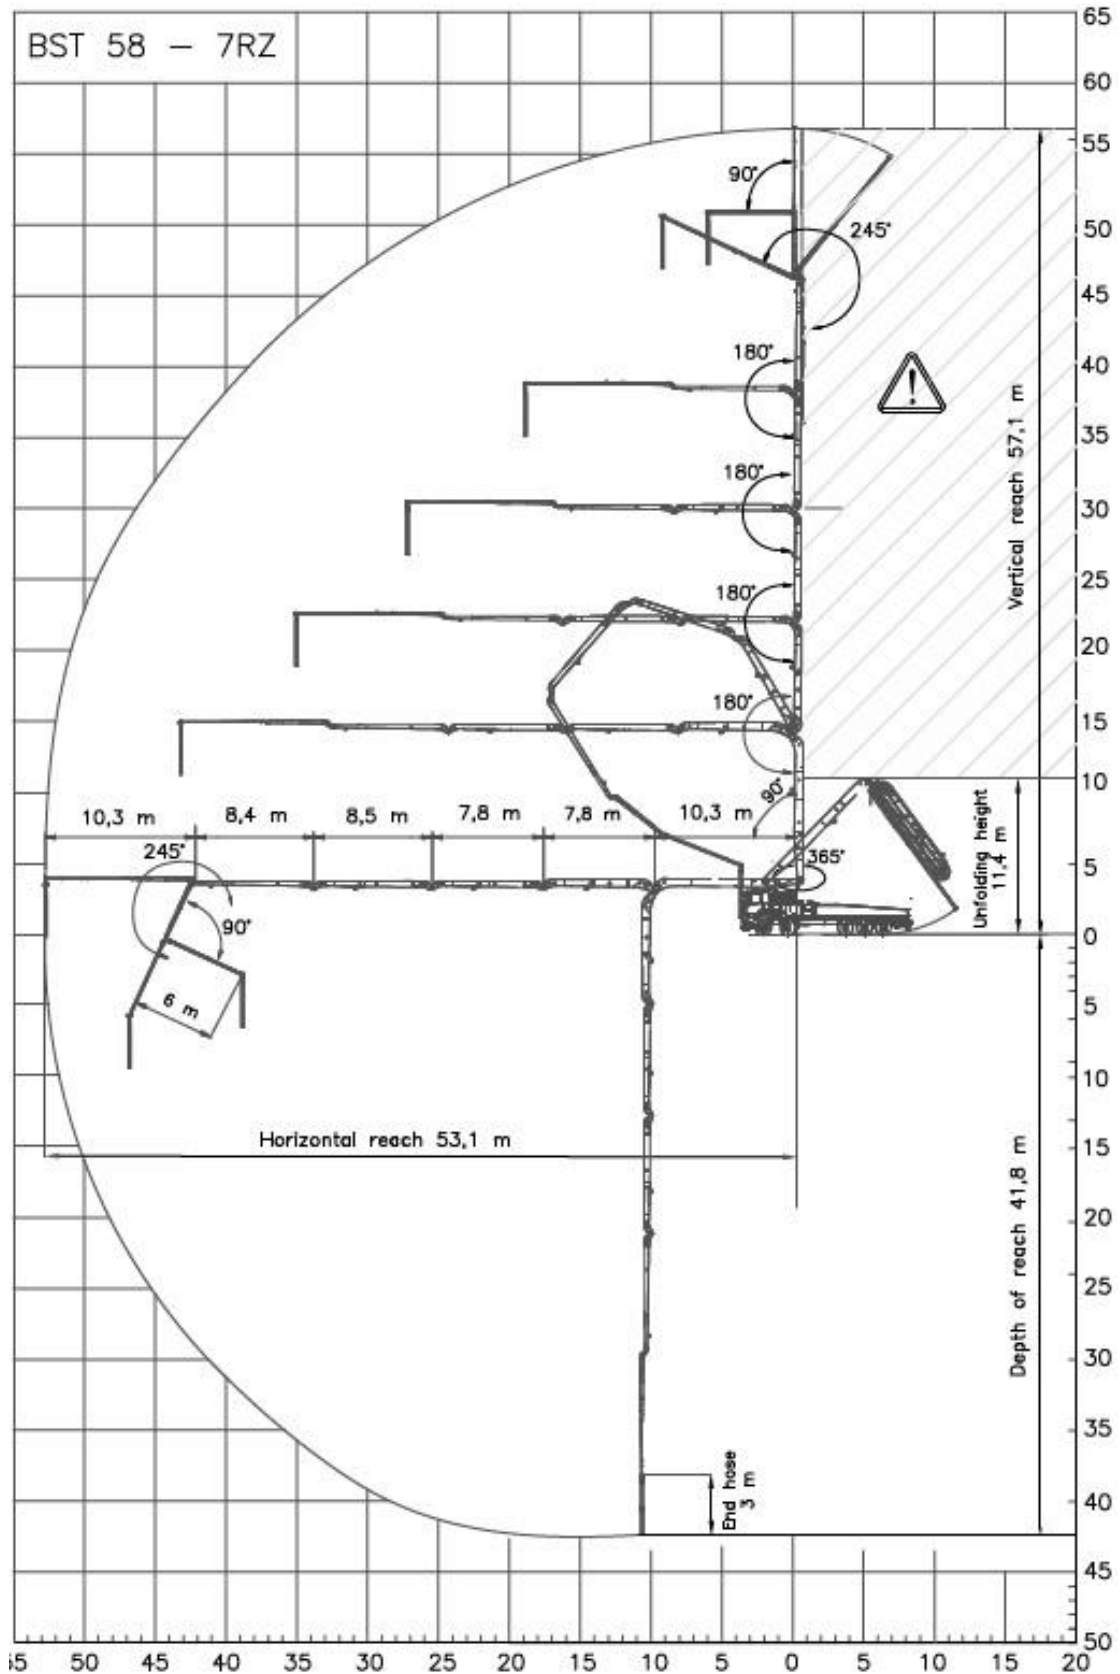 BST 58 – 7RZ
65
60
55
50
45
40
35
30
25
20
15
10
5
0
5
10
15
20
25
30
35
40
45
50
90°
245°
180°
180°
180°
180°
90°
365°
Vertical reach 57,1 m
Unfolding height
11,4 m
10,3 m
8,4 m
8,5 m
7,8 m
7,8 m
10,3 m
245°
90°
6 m
Horizontal reach 53,1 m
Depth of reach 41,8 m
End hose
3 m
55 50 45 40 35 30 25 20 15 10 5 0 5 10 15 20